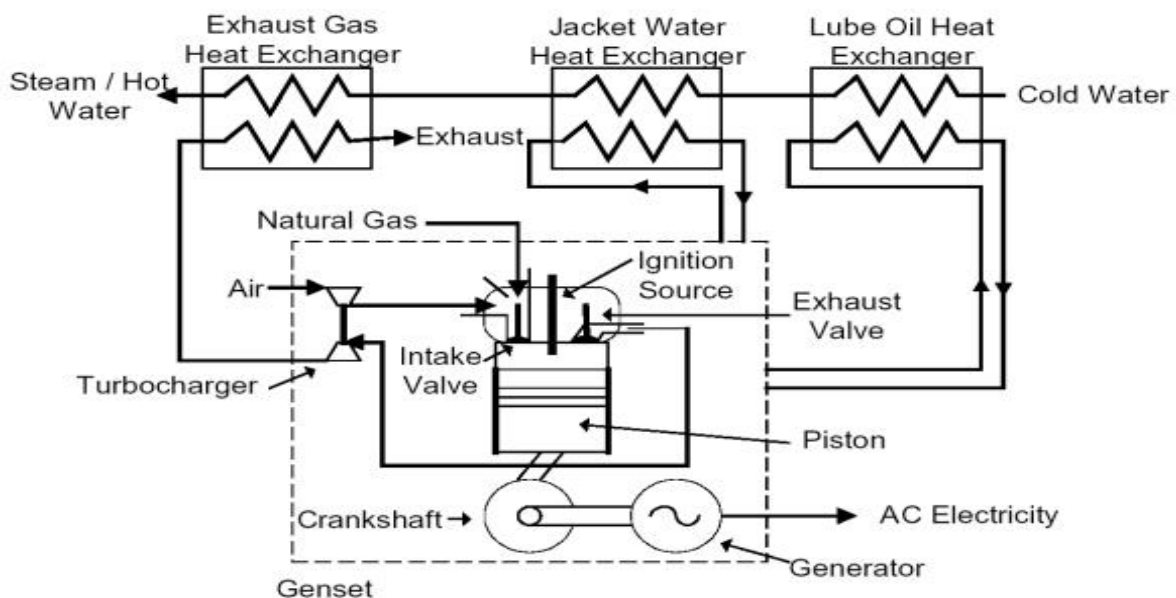 Exhaust Gas
Heat Exchanger
Jacket Water
Heat Exchanger
Lube Oil Heat
Exchanger
Steam / Hot
Water
Cold Water
Exhaust
Natural Gas
Ignition
Source
Air
Exhaust
Valve
Intake
Valve
Turbocharger
Piston
Crankshaft
AC Electricity
Generator
Genset